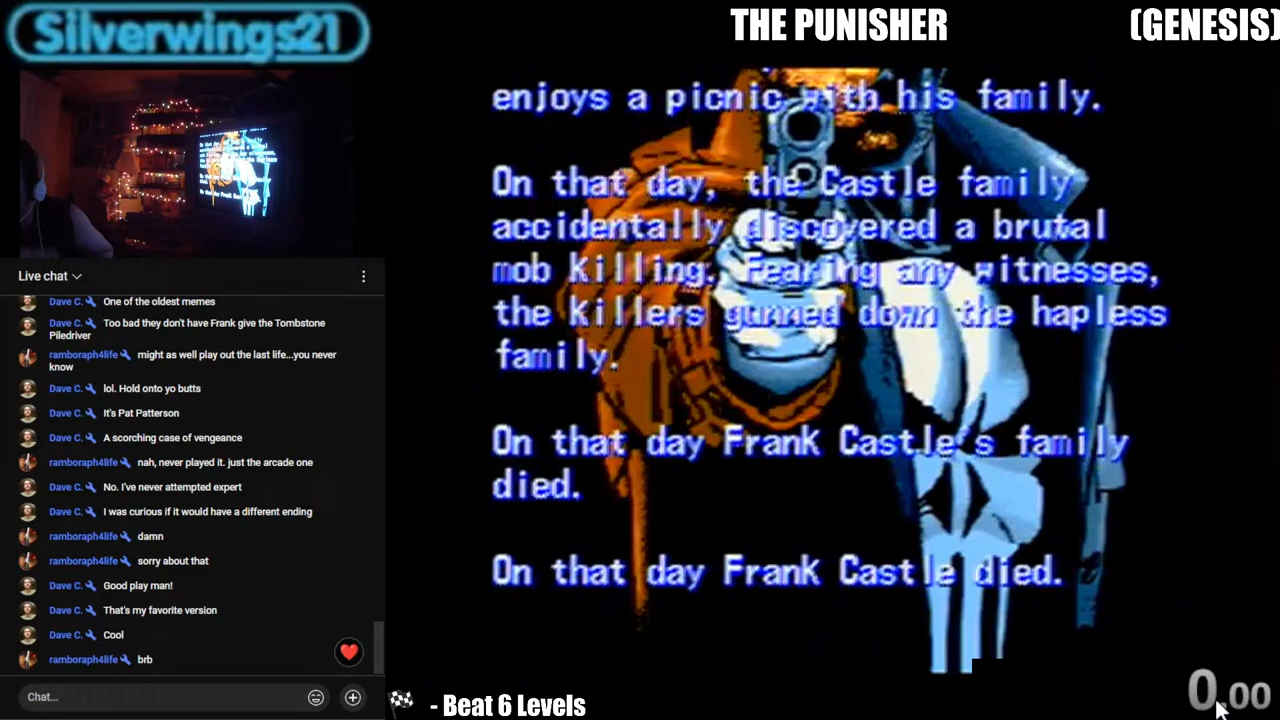 Silverwings21
THE PUNISHER
(GENESIS)
Live chat
Dave C. One of the oldest memes
Dave C. Too bad they don't have Frank give the Tombstone
Piledriver
ramboraph4life might as well play out the last life...you never
know
Dave C. lol. Hold onto yo butts
Dave C. It's Pat Patterson
Dave C. A scorching case of vengeance
ramboraph4life nah, never played it. just the arcade one
Dave C. No. I've never attempted expert
Dave C. I was curious if it would have a different ending
ramboraph4life damn
ramboraph4life sorry about that
Dave C. Good play man!
Dave C. That's my favorite version
Dave C. Cool
ramboraph4life brb
Chat...
enjoys a picnic with his family.
On that day, the Castle family
accidentally discovered a brutal
mob killing. Fearing any witnesses,
the killers gunned down the hapless
family.
On that day Frank Castle's family
died.
On that day Frank Castle died.
- Beat 6 Levels
0.00